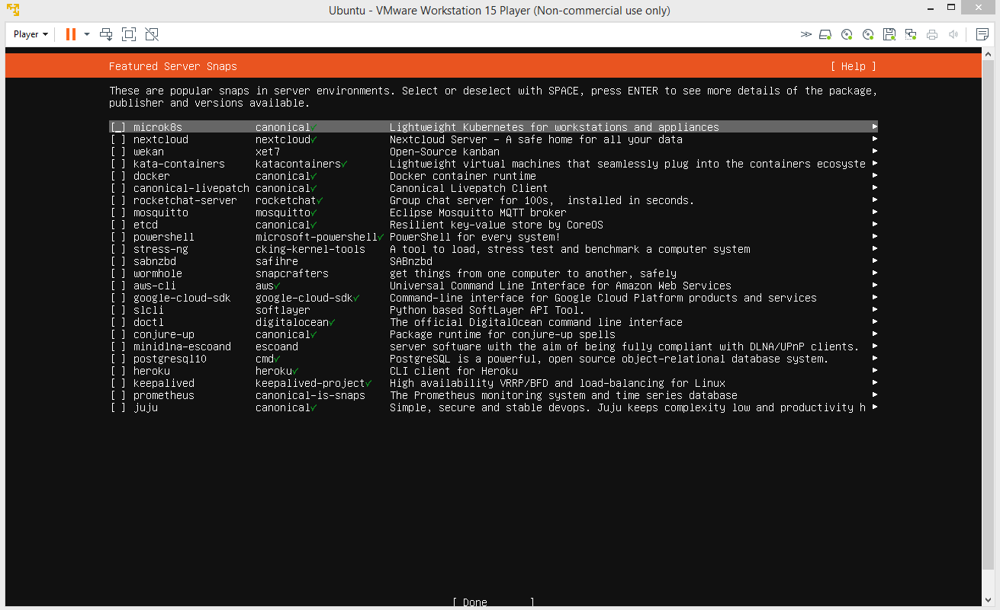 Ubuntu - VMware Workstation 15 Player (Non-commercial use only)
Player
Featured Server Snaps [ Help ]
These are popular snaps in server environments. Select or deselect with SPACE, press ENTER to see more details of the package,
publisher and versions available.
[ ] microk8s canonical✓ Lightweight Kubernetes for workstations and appliances ►
[ ] nextcloud nextcloud✓ Nextcloud Server – A safe home for all your data ►
[ ] wekan xet7 Open-Source kanban ►
[ ] kata-containers katacontainers✓ Lightweight virtual machines that seamlessly plug into the containers ecosyste ►
[ ] docker canonical✓ Docker container runtime ►
[ ] canonical-livepatch canonical✓ Canonical Livepatch Client ►
[ ] rocketchat-server rocketchat✓ Group chat server for 100s, installed in seconds. ►
[ ] mosquitto mosquitto✓ Eclipse Mosquitto MQTT broker ►
[ ] etcd canonical✓ Resilient key-value store by CoreOS ►
[ ] powershell microsoft-powershell✓ PowerShell for every system! ►
[ ] stress-ng cking-kernel-tools A tool to load, stress test and benchmark a computer system ►
[ ] sabnzbd safihre SABnzbd ►
[ ] wormhole snapcrafters get things from one computer to another, safely ►
[ ] aws-cli aws✓ Universal Command Line Interface for Amazon Web Services ►
[ ] google-cloud-sdk google-cloud-sdk✓ Command-line interface for Google Cloud Platform products and services ►
[ ] slcli softlayer Python based SoftLayer API Tool. ►
[ ] doctl digitalocean✓ The official DigitalOcean command line interface ►
[ ] conjure-up canonical✓ Package runtime for conjure-up spells ►
[ ] minidlna-escoand escoand server software with the aim of being fully compliant with DLNA/UPnP clients. ►
[ ] postgresql10 cmd✓ PostgreSQL is a powerful, open source object-relational database system. ►
[ ] heroku heroku✓ CLI client for Heroku ►
[ ] keepalived keepalived-project✓ High availability VRRP/BFD and load-balancing for Linux ►
[ ] prometheus canonical-is-snaps The Prometheus monitoring system and time series database ►
[ ] juju canonical✓ Simple, secure and stable devops. Juju keeps complexity low and productivity h ►
[ Done ]